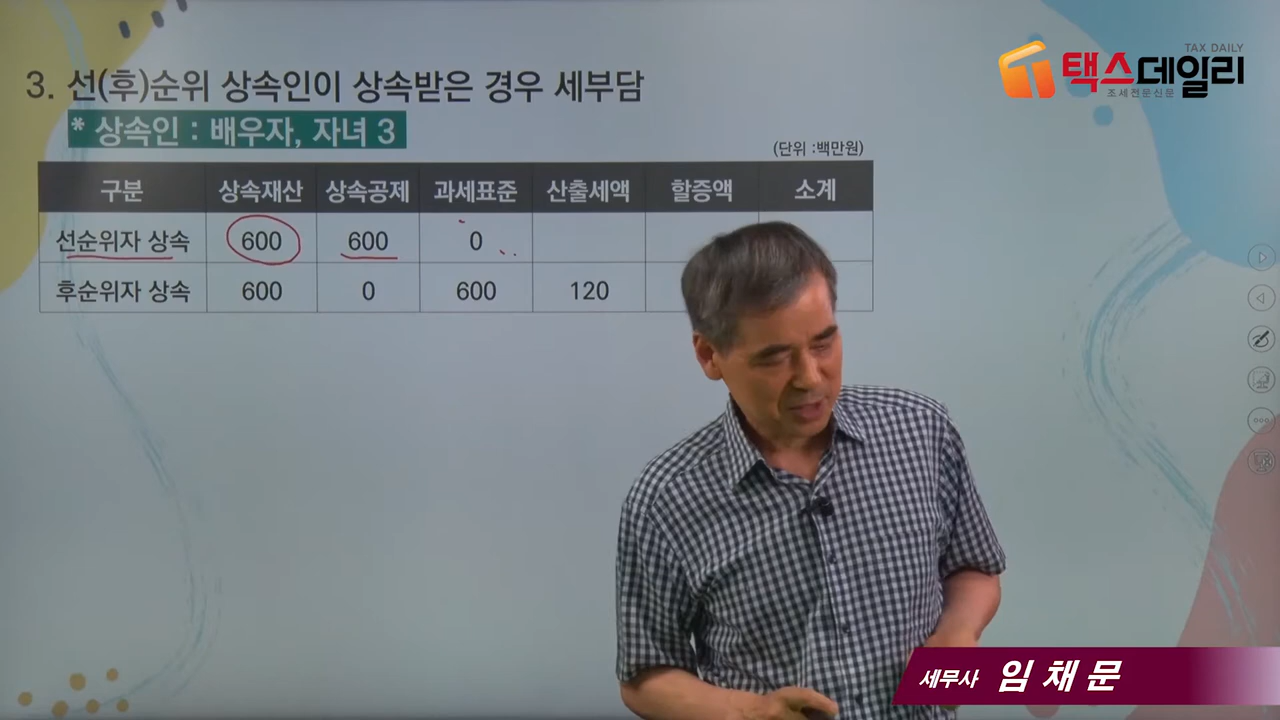 TAX DAILY
택스데일리
조세전문신문
3. 선(후)순위 상속인이 상속받은 경우 세부담
* 상속인 : 배우자, 자녀 3
(단위 :백만원)
구분 상속재산 상속공제 과세표준 산출세액 할증액 소계
선순위자 상속 600 600 0
후순위자 상속 600 0 600 120
세무사 임채문